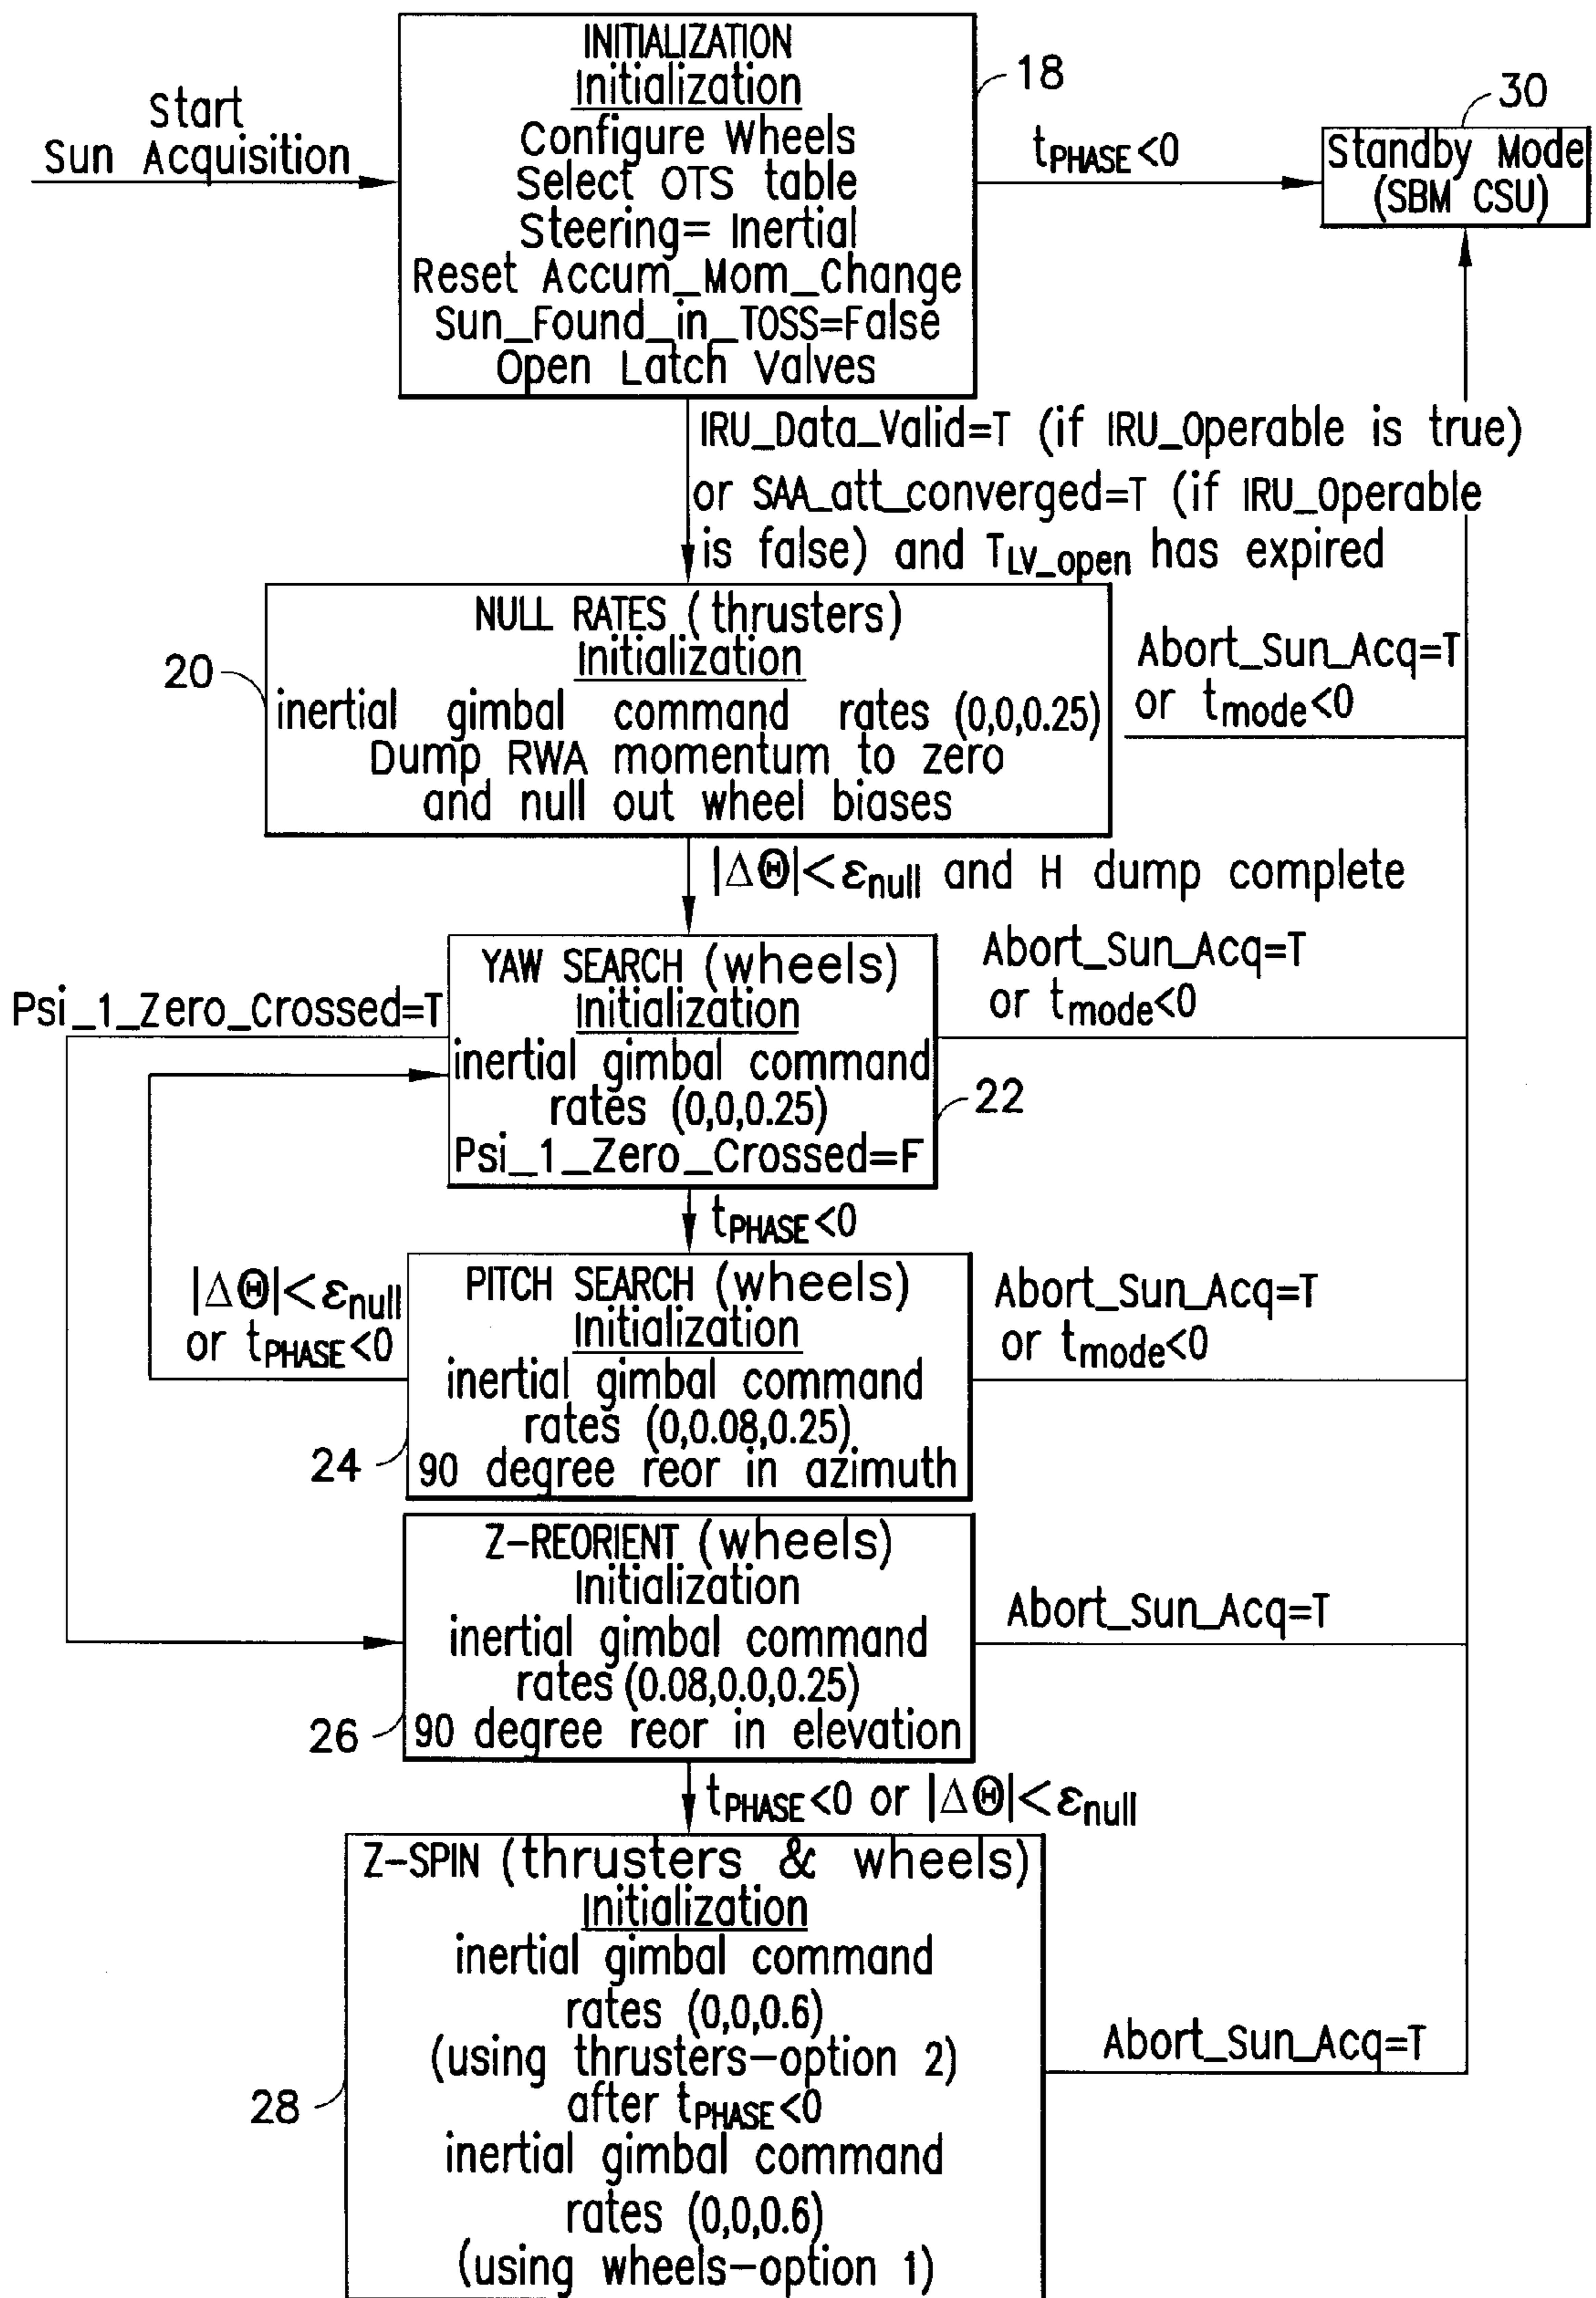 Start
Sun Acquisition
INITIALIZATION
Initialization
Configure Wheels
Select OTS table
Steering= Inertial
Reset Accum_Mom_Change
Sun_Found_in_TOSS=False
Open Latch Valves
18
tPHASE<0
30
Standby Mode
(SBM CSU)
IRU_Data_Valid=T (if IRU_Operable is true)
or SAA_att_converged=T (if IRU_Operable
is false) and TLV_open has expired
NULL RATES (thrusters)
Initialization
inertial gimbal command rates (0,0,0.25)
Dump RWA momentum to zero
and null out wheel biases
20
Abort_Sun_Acq=T
or tmode<0
|ΔΘ|<εnull and H dump complete
YAW SEARCH (wheels)
Initialization
inertial gimbal command
rates (0,0,0.25)
Psi_1_Zero_Crossed=F
22
Psi_1_Zero_Crossed=T
Abort_Sun_Acq=T
or tmode<0
tPHASE<0
|ΔΘ|<εnull
or tPHASE<0
PITCH SEARCH (wheels)
Initialization
inertial gimbal command
rates (0,0.08,0.25)
90 degree reor in azimuth
24
Abort_Sun_Acq=T
or tmode<0
Z-REORIENT (wheels)
Initialization
inertial gimbal command
rates (0.08,0.0,0.25)
90 degree reor in elevation
26
Abort_Sun_Acq=T
tPHASE<0 or |ΔΘ|<εnull
Z-SPIN (thrusters & wheels)
Initialization
inertial gimbal command
rates (0,0,0.6)
(using thrusters-option 2)
after tPHASE<0
inertial gimbal command
rates (0,0,0.6)
(using wheels-option 1)
28
Abort_Sun_Acq=T